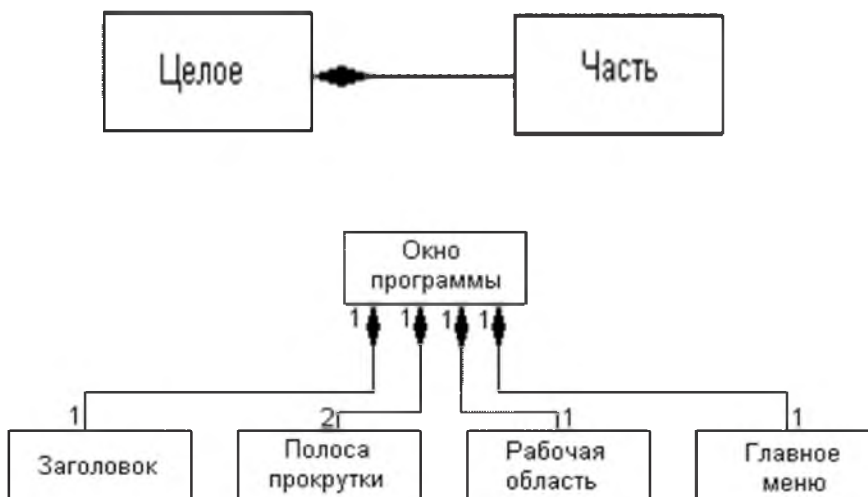 Целое
Часть
Окно
программы
1 1 1 1
1 2 1 1
Заголовок
Полоса
прокрутки
Рабочая
область
Главное
меню